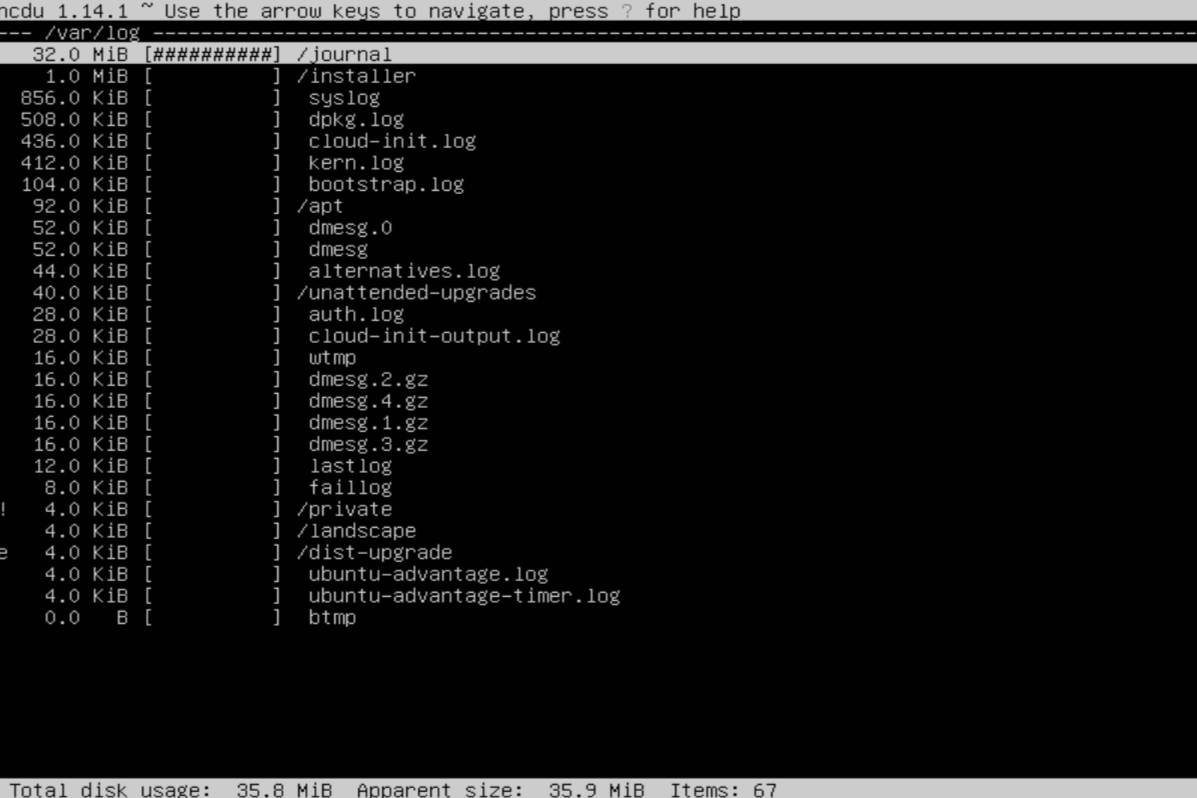 ncdu 1.14.1 ~ Use the arrow keys to navigate, press ? for help
--- /var/log ---------------------------------------------------------------------------------------
32.0 MiB [##########] /journal
1.0 MiB [          ] /installer
856.0 KiB [          ]  syslog
508.0 KiB [          ]  dpkg.log
436.0 KiB [          ]  cloud-init.log
412.0 KiB [          ]  kern.log
104.0 KiB [          ]  bootstrap.log
92.0 KiB [          ] /apt
52.0 KiB [          ]  dmesg.0
52.0 KiB [          ]  dmesg
44.0 KiB [          ]  alternatives.log
40.0 KiB [          ] /unattended-upgrades
28.0 KiB [          ]  auth.log
28.0 KiB [          ]  cloud-init-output.log
16.0 KiB [          ]  wtmp
16.0 KiB [          ]  dmesg.2.gz
16.0 KiB [          ]  dmesg.4.gz
16.0 KiB [          ]  dmesg.1.gz
16.0 KiB [          ]  dmesg.3.gz
12.0 KiB [          ]  lastlog
8.0 KiB [          ]  faillog
! 4.0 KiB [          ] /private
4.0 KiB [          ] /landscape
e 4.0 KiB [          ] /dist-upgrade
4.0 KiB [          ]  ubuntu-advantage.log
4.0 KiB [          ]  ubuntu-advantage-timer.log
0.0   B [          ]  btmp
Total disk usage:  35.8 MiB  Apparent size:  35.9 MiB  Items: 67